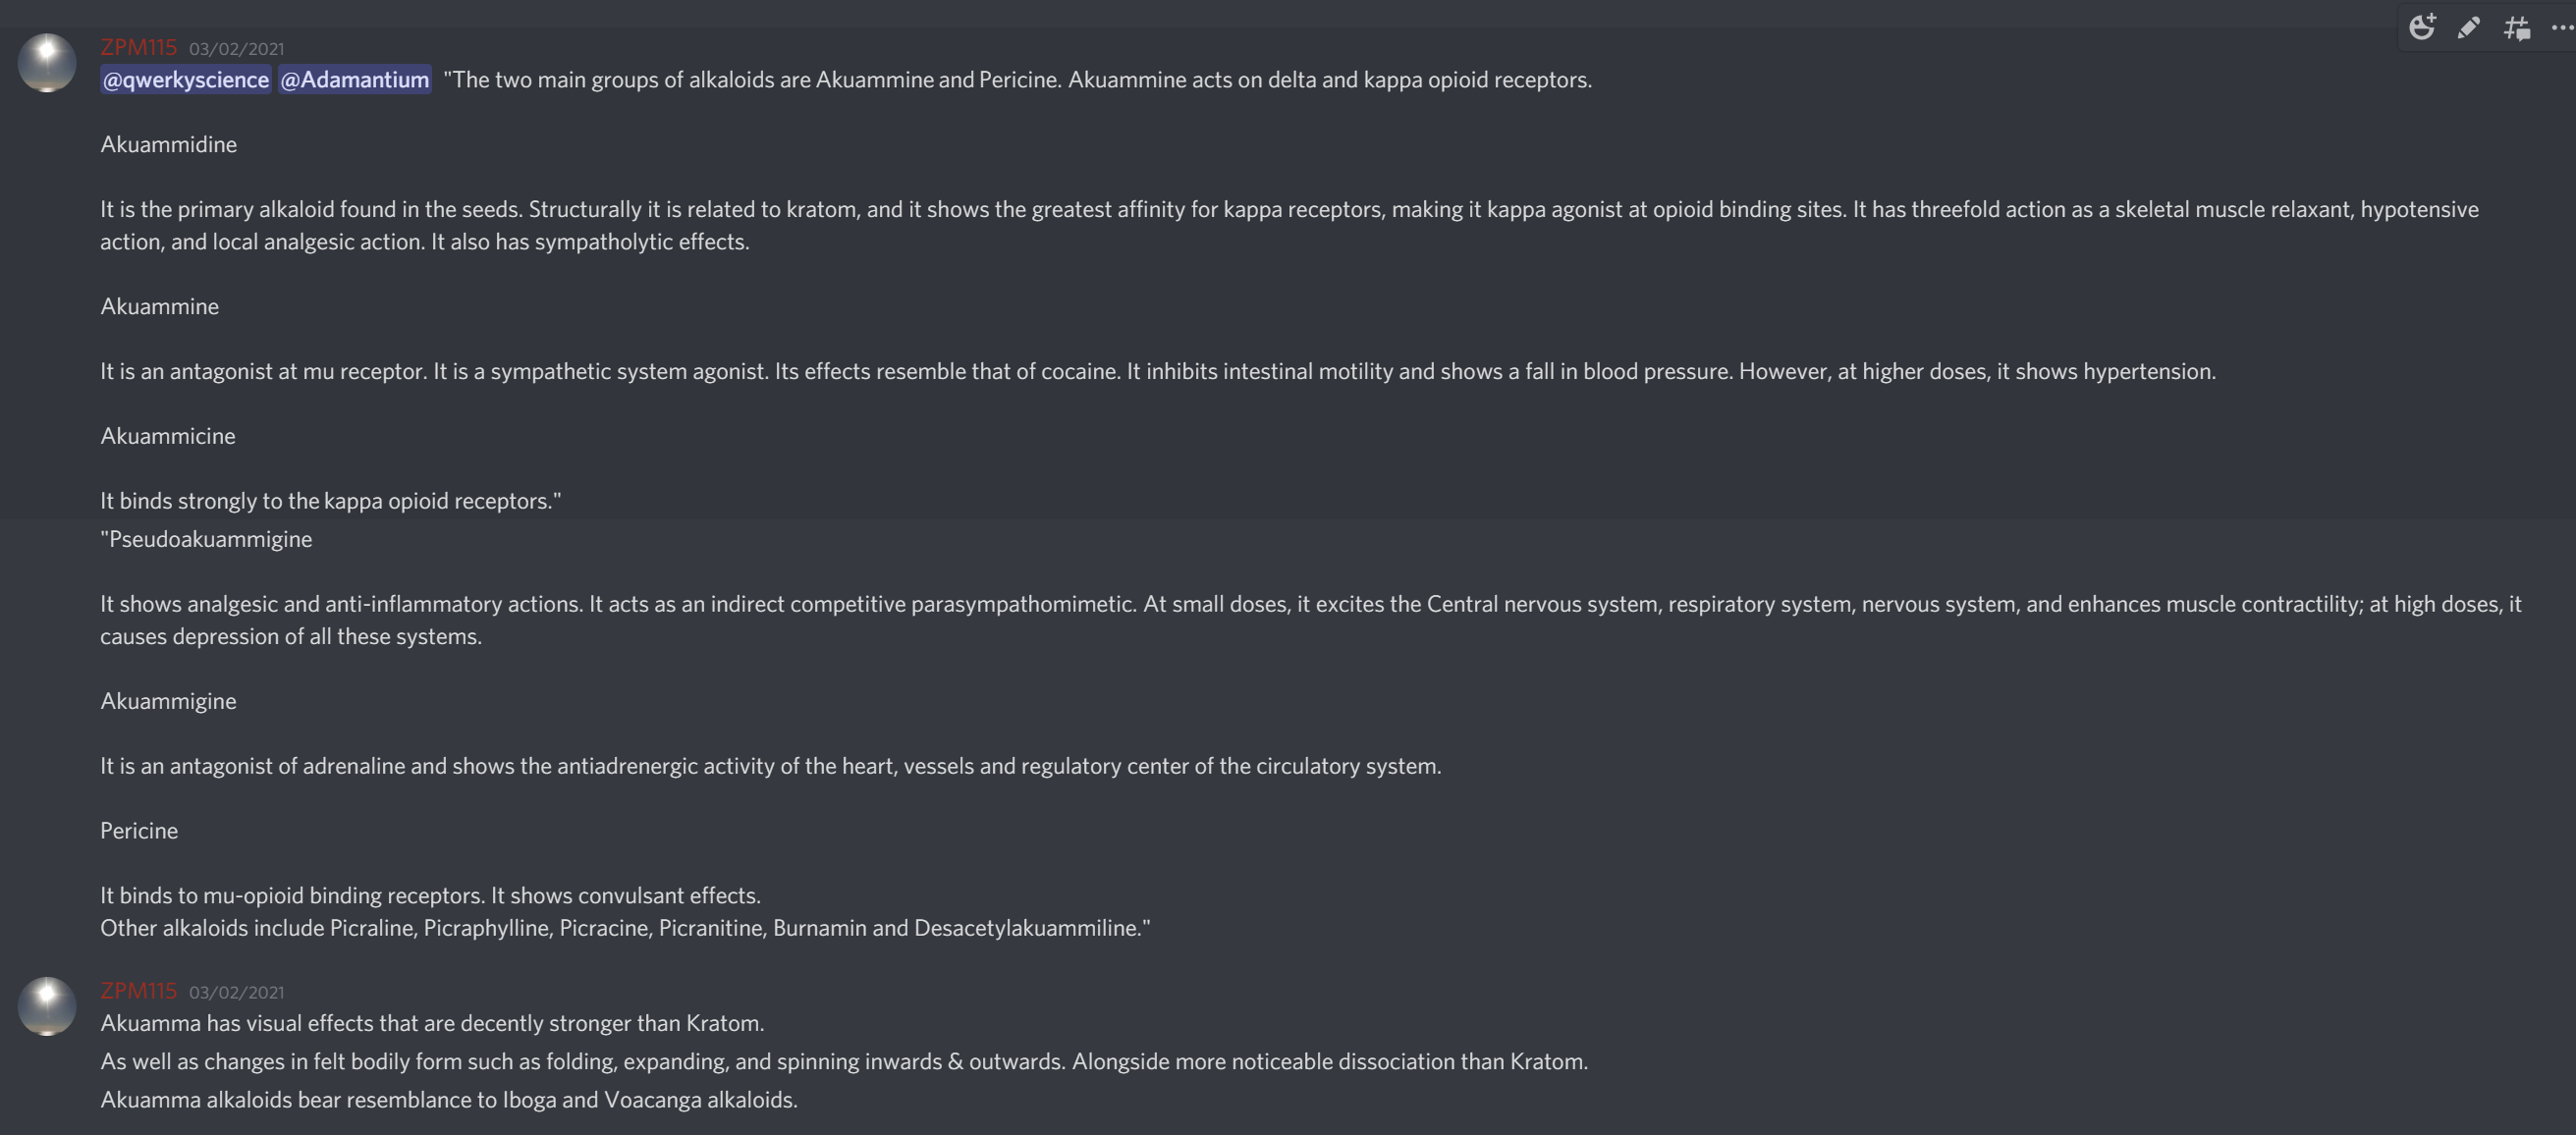 ZPM115 03/02/2021
@qwerkyscience @Adamantium "The two main groups of alkaloids are Akuammine and Pericine. Akuammine acts on delta and kappa opioid receptors.
Akuammidine
It is the primary alkaloid found in the seeds. Structurally it is related to kratom, and it shows the greatest affinity for kappa receptors, making it kappa agonist at opioid binding sites. It has threefold action as a skeletal muscle relaxant, hypotensive
action, and local analgesic action. It also has sympatholytic effects.
Akuammine
It is an antagonist at mu receptor. It is a sympathetic system agonist. Its effects resemble that of cocaine. It inhibits intestinal motility and shows a fall in blood pressure. However, at higher doses, it shows hypertension.
Akuammicine
It binds strongly to the kappa opioid receptors."
"Pseudoakuammigine
It shows analgesic and anti-inflammatory actions. It acts as an indirect competitive parasympathomimetic. At small doses, it excites the Central nervous system, respiratory system, nervous system, and enhances muscle contractility; at high doses, it
causes depression of all these systems.
Akuammigine
It is an antagonist of adrenaline and shows the antiadrenergic activity of the heart, vessels and regulatory center of the circulatory system.
Pericine
It binds to mu-opioid binding receptors. It shows convulsant effects.
Other alkaloids include Picraline, Picraphylline, Picracine, Picranitine, Burnamin and Desacetylakuammiline."
ZPM115 03/02/2021
Akuamma has visual effects that are decently stronger than Kratom.
As well as changes in felt bodily form such as folding, expanding, and spinning inwards & outwards. Alongside more noticeable dissociation than Kratom.
Akuamma alkaloids bear resemblance to Iboga and Voacanga alkaloids.